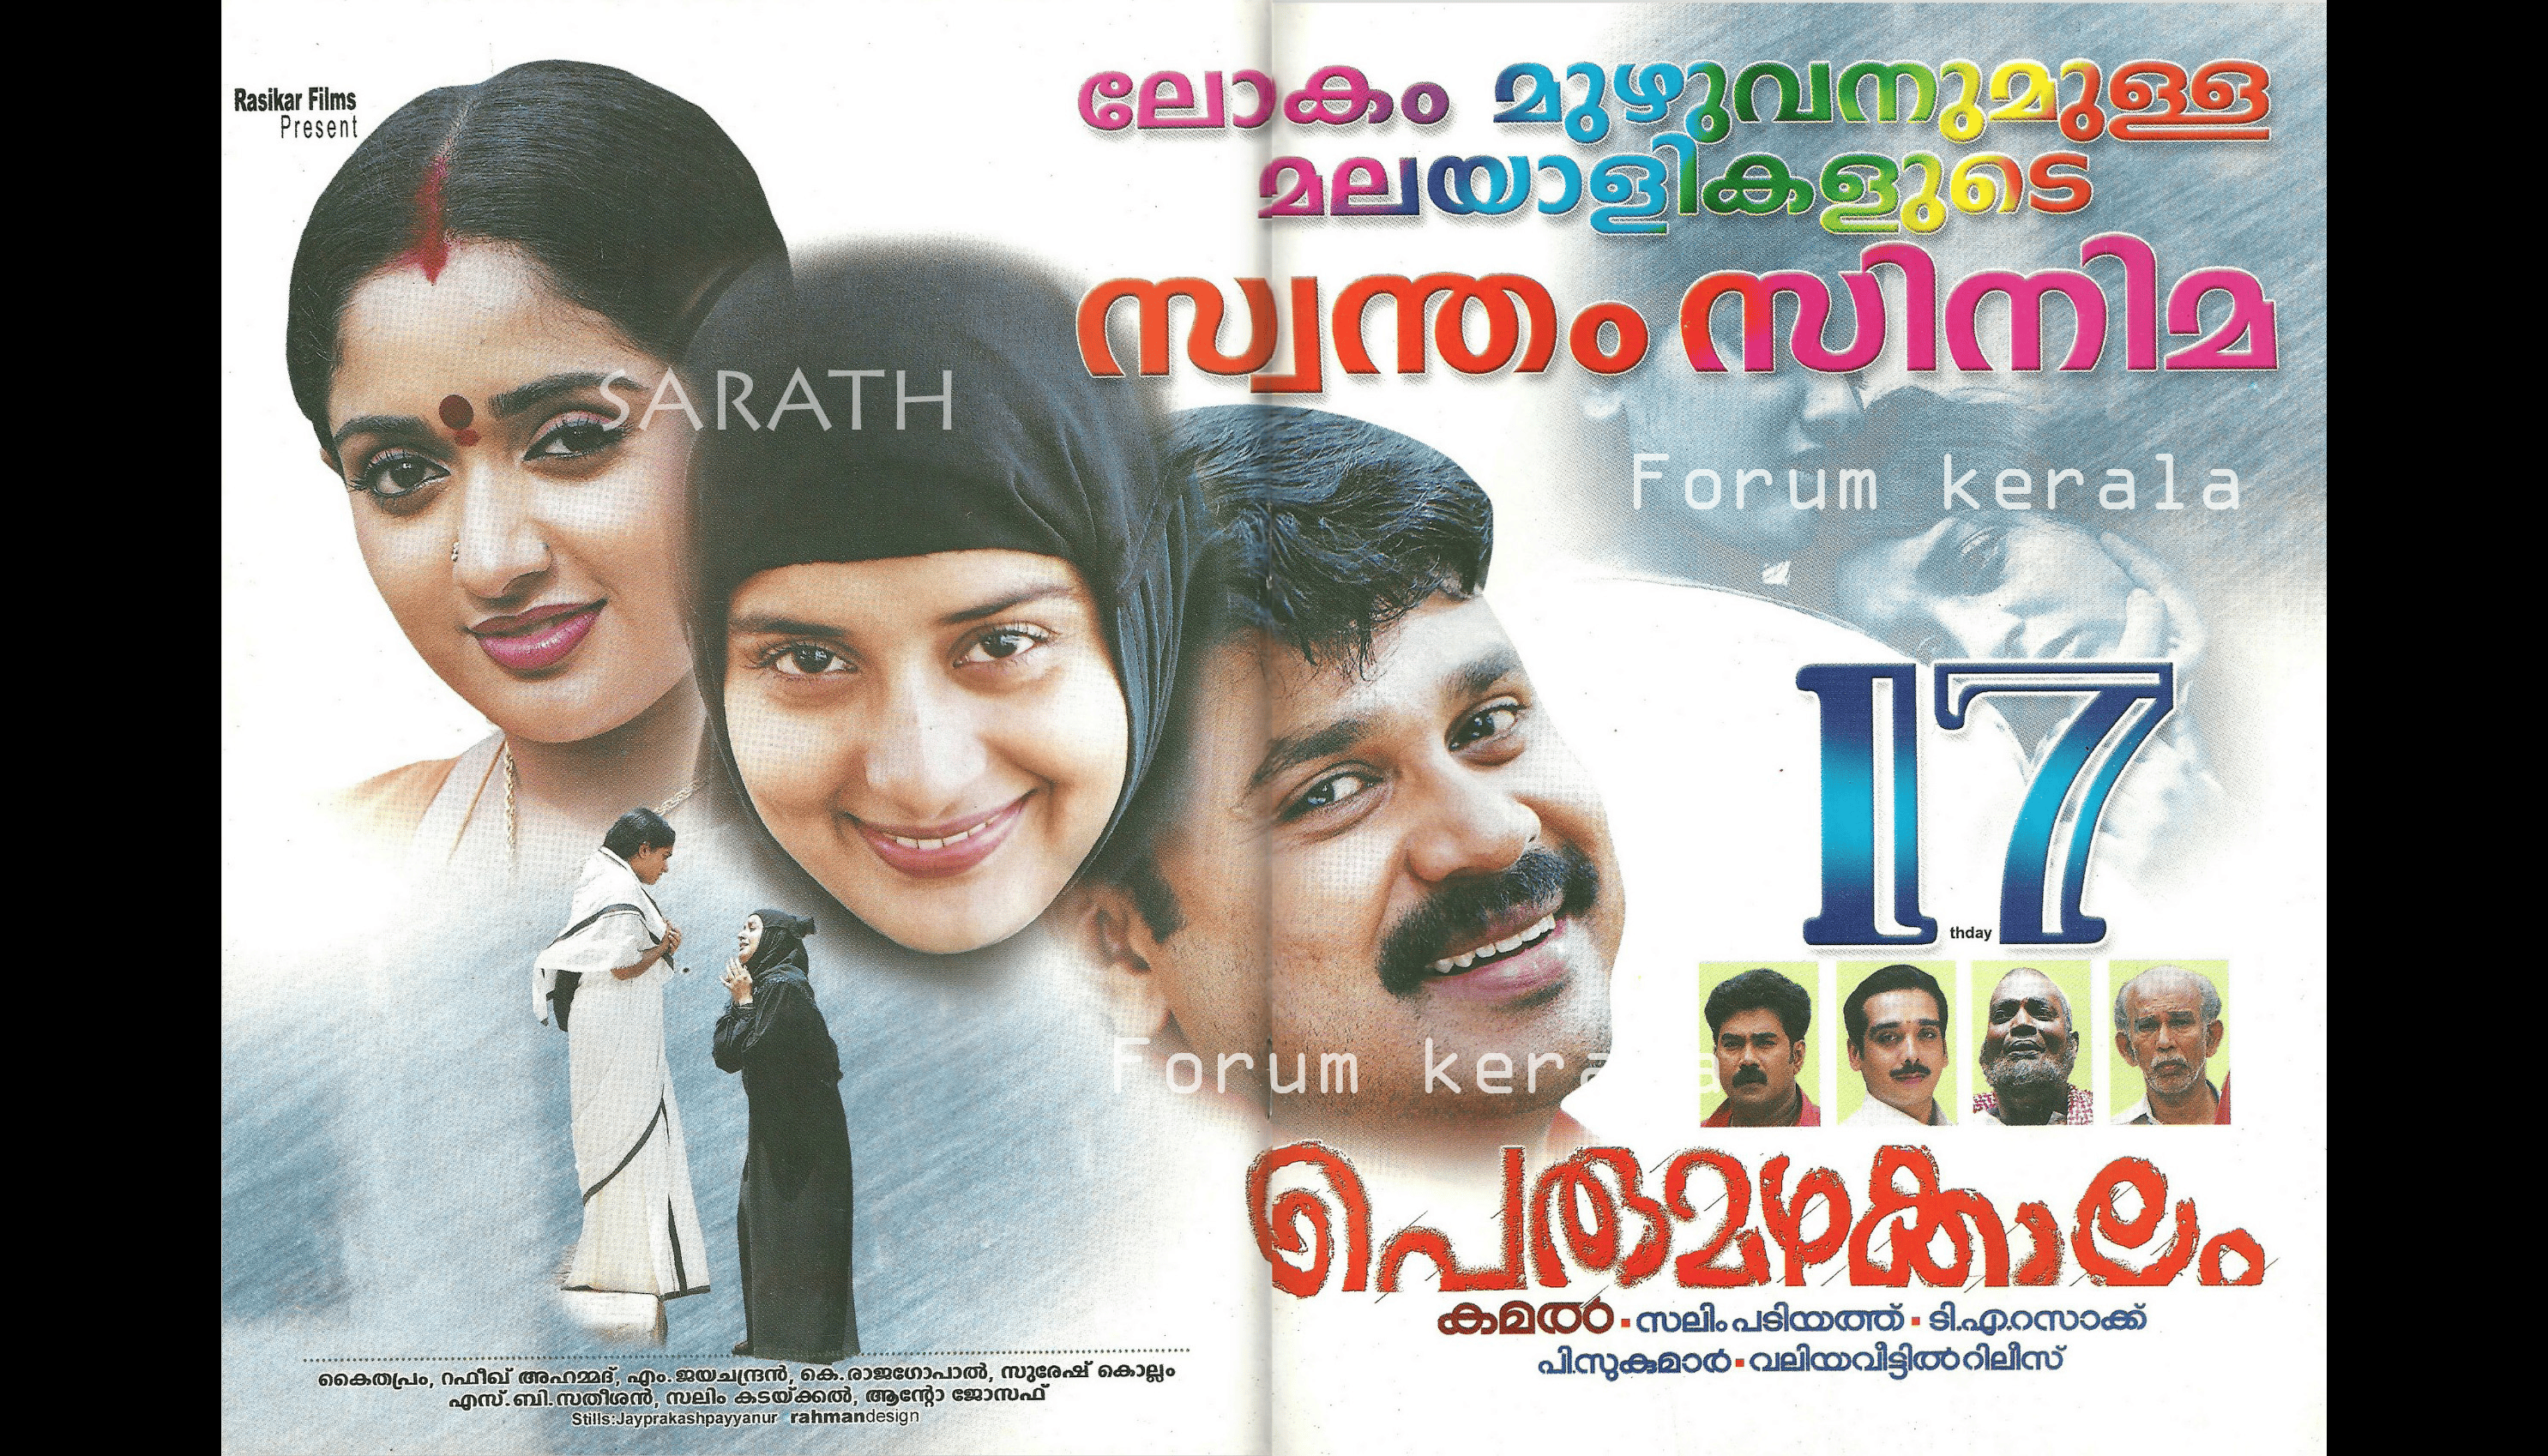 Rasikar Films
Present
ലോകം മുഴുവനുമുള്ള
മലയാളികളുടെ
സ്വന്തം സിനിമ
SARATH
Forum kerala
17
thday
Forum kerala
പെരുമഴക്കാലം
കമൽ ▪ സലിം പടിയത്ത് ▪ ടി.എ.റസാക്ക്
പി.സുകുമാർ ▪ വലിയവീട്ടിൽ റിലീസ്
കൈതപ്രം, റഫീഖ് അഹമ്മദ്, എം.ജയചന്ദ്രൻ, കെ.രാജഗോപാൽ, സുരേഷ് കൊല്ലം
എസ്.ബി.സതീശൻ, സലിം കടയ്ക്കൽ, ആന്റോ ജോസഫ്
Stills:Jayprakashpayyanur rahmandesign